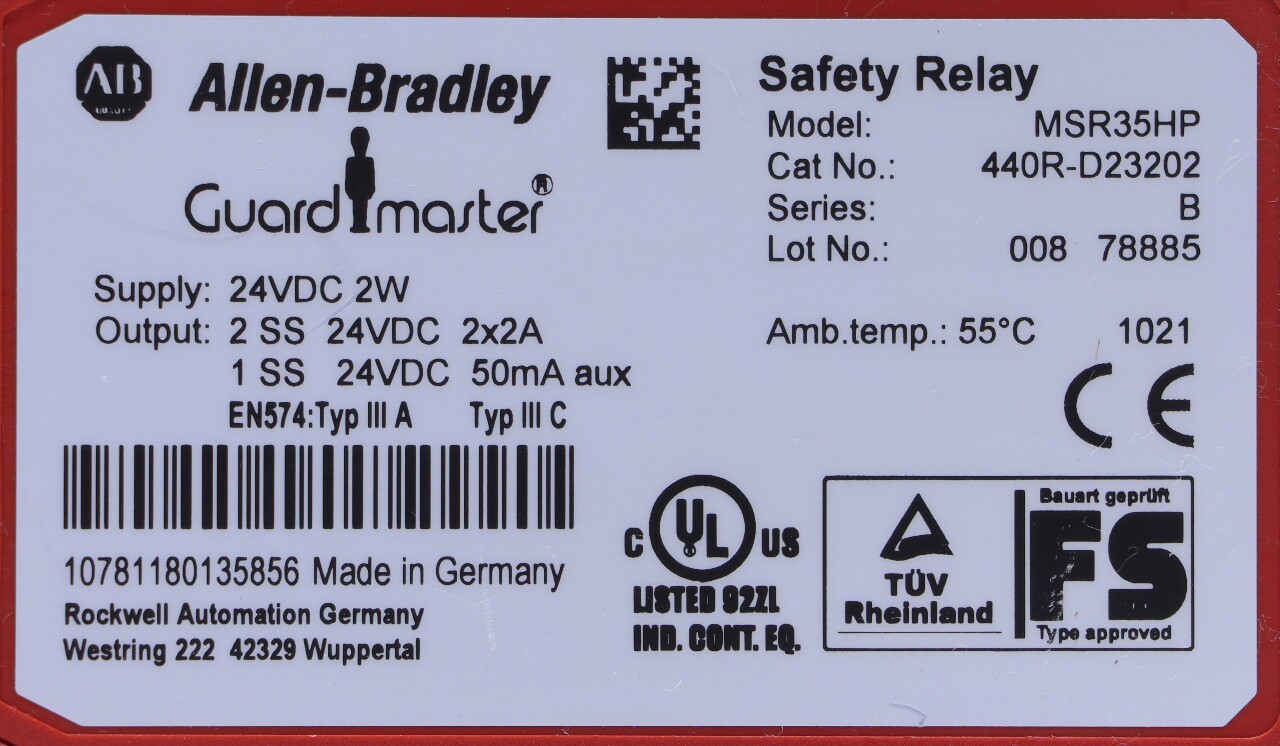 AB
QUALITY
Allen-Bradley
Guardmaster®
Safety Relay
Model: MSR35HP
Cat No.: 440R-D23202
Series: B
Lot No.: 008 78885
Supply: 24VDC 2W
Output: 2 SS 24VDC 2x2A
1 SS 24VDC 50mA aux
EN574:Typ III A Typ III C
Amb.temp.: 55°C 1021
CE
10781180135856 Made in Germany
Rockwell Automation Germany
Westring 222 42329 Wuppertal
C UL US
LISTED 92ZL
IND. CONT. EQ.
TÜV
Rheinland
Bauart geprüft
FS
Type approved